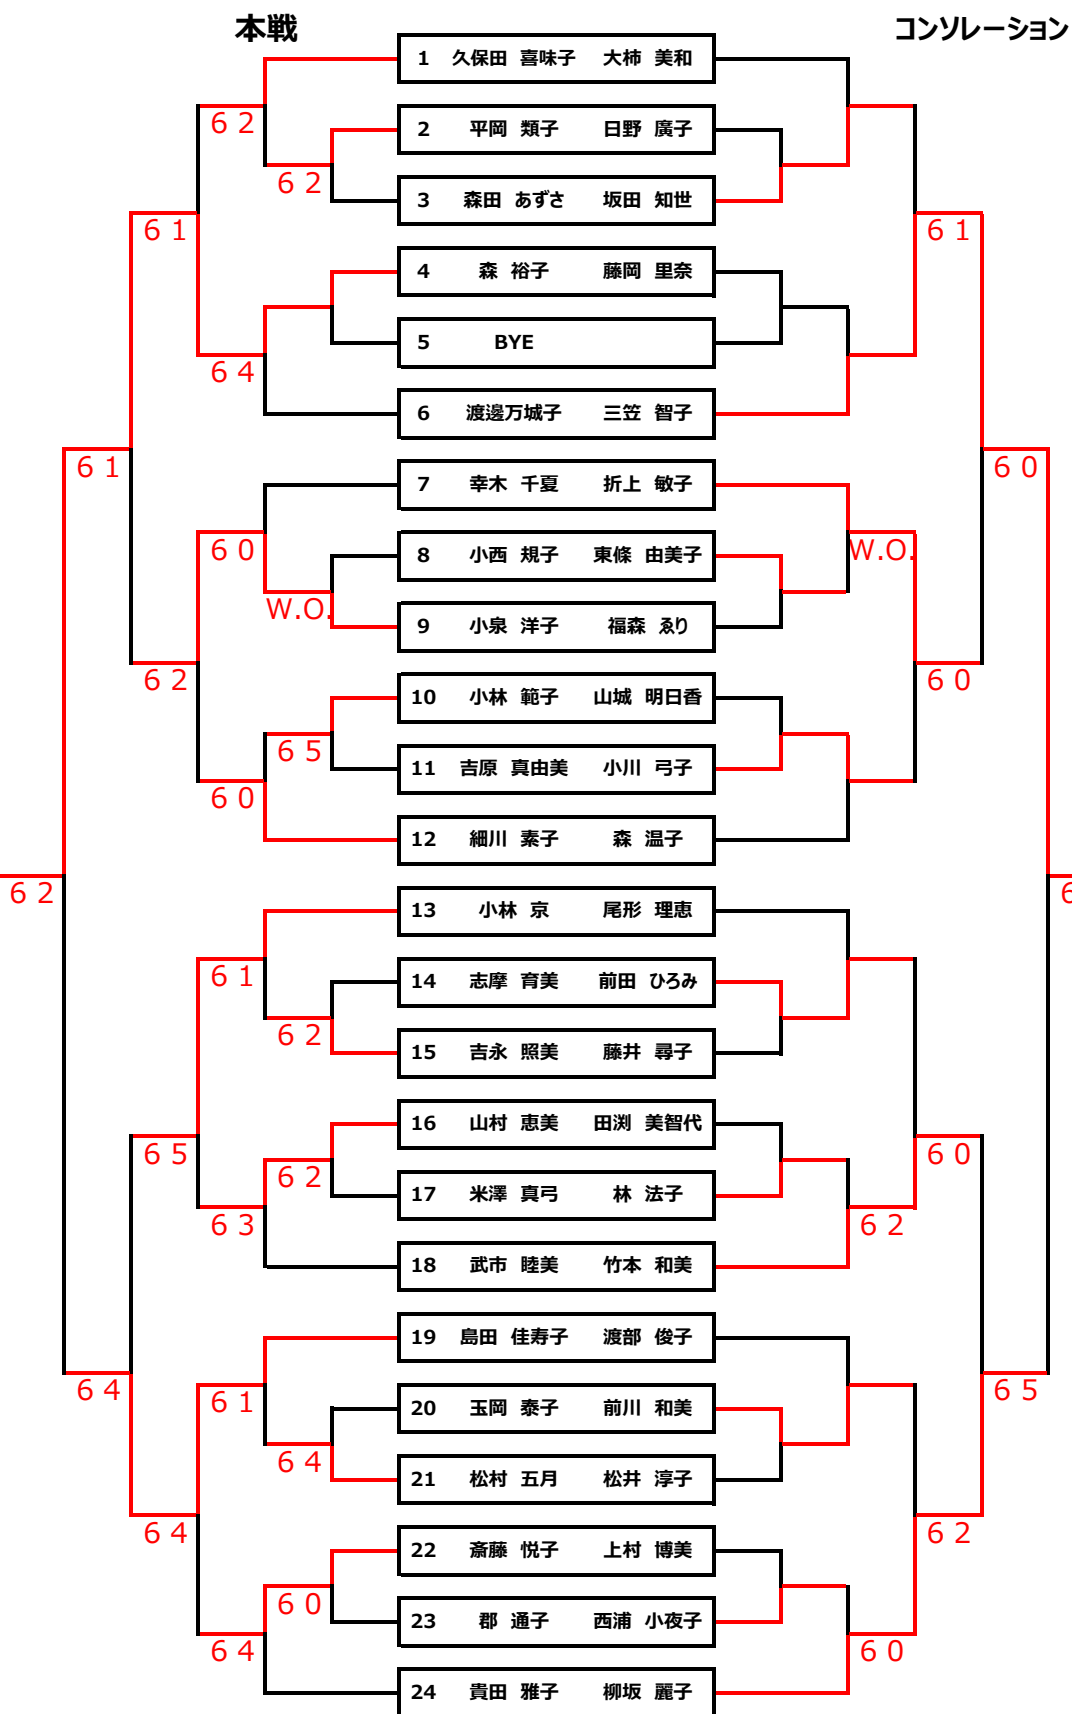 本戦 コンソレーション
1 久保田 喜味子 大柿 美和
6 2
2 平岡 類子 日野 廣子
6 2
3 森田 あずさ 坂田 知世
6 1 6 1
4 森 裕子 藤岡 里奈
5 BYE
6 4
6 渡邊万城子 三笠 智子
6 1 6 0
7 幸木 千夏 折上 敏子
6 0 W.O.
8 小西 規子 東條 由美子
W.O.
9 小泉 洋子 福森 ゑり
6 2 6 0
10 小林 範子 山城 明日香
6 5
11 吉原 真由美 小川 弓子
6 0
12 細川 素子 森 温子
6 2 6
13 小林 京 尾形 理恵
6 1
14 志摩 育美 前田 ひろみ
6 2
15 吉永 照美 藤井 尋子
16 山村 恵美 田渕 美智代
6 5 6 0
6 2
17 米澤 真弓 林 法子
6 3 6 2
18 武市 睦美 竹本 和美
19 島田 佳寿子 渡部 俊子
6 4 6 1 6 5
20 玉岡 泰子 前川 和美
6 4
21 松村 五月 松井 淳子
6 4 6 2
22 斎藤 悦子 上村 博美
6 0
23 郡 通子 西浦 小夜子
6 4 6 0
24 貴田 雅子 柳坂 麗子